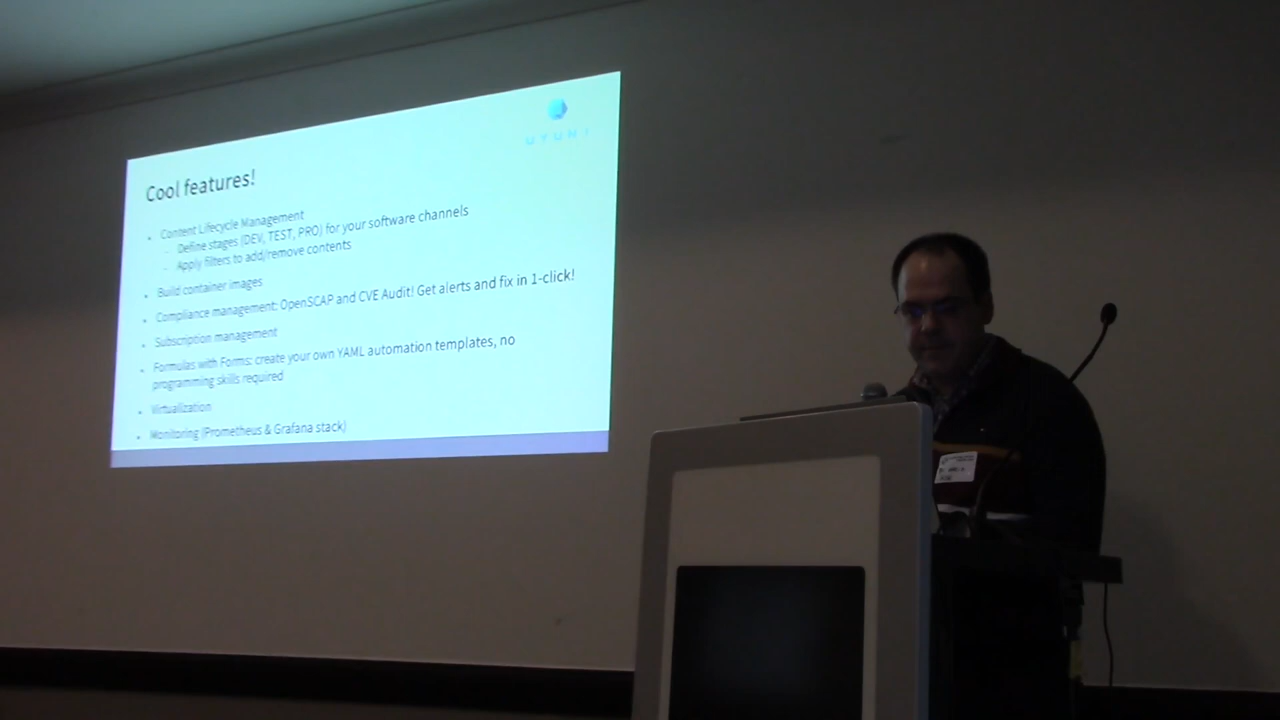 UYUNI
Cool features!
• Content Lifecycle Management
- Define stages (DEV, TEST, PRO) for your software channels
- Apply filters to add/remove contents
• Build container images
• Compliance management: OpenSCAP and CVE Audit! Get alerts and fix in 1-click!
• Subscription management
• Formulas with Forms: create your own YAML automation templates, no
programming skills required
• Virtualization
• Monitoring (Prometheus & Grafana stack)